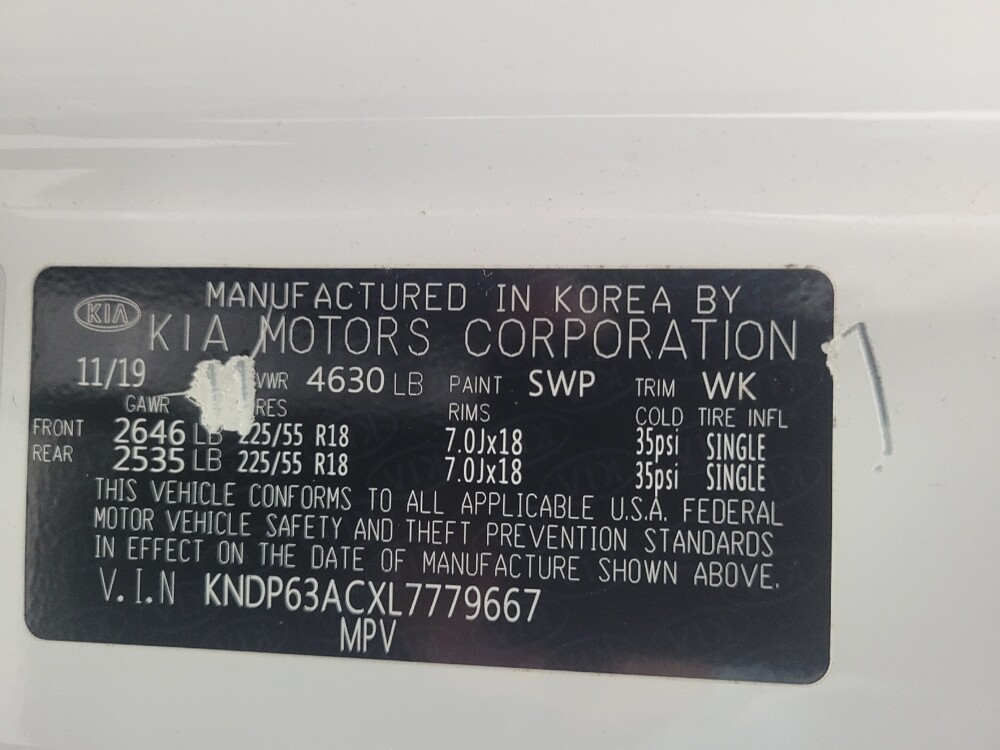 KIA
MANUFACTURED IN KOREA BY
KIA MOTORS CORPORATION
11/19 VWR 4630 LB PAINT SWP TRIM WK
GAWR RES RIMS COLD TIRE INFL
FRONT 2646 LB 225/55 R18 7.0Jx18 35psi SINGLE
REAR 2535 LB 225/55 R18 7.0Jx18 35psi SINGLE
THIS VEHICLE CONFORMS TO ALL APPLICABLE U.S.A. FEDERAL
MOTOR VEHICLE SAFETY AND THEFT PREVENTION STANDARDS
IN EFFECT ON THE DATE OF MANUFACTURE SHOWN ABOVE.
V.I.N KNDP63ACXL7779667
MPV